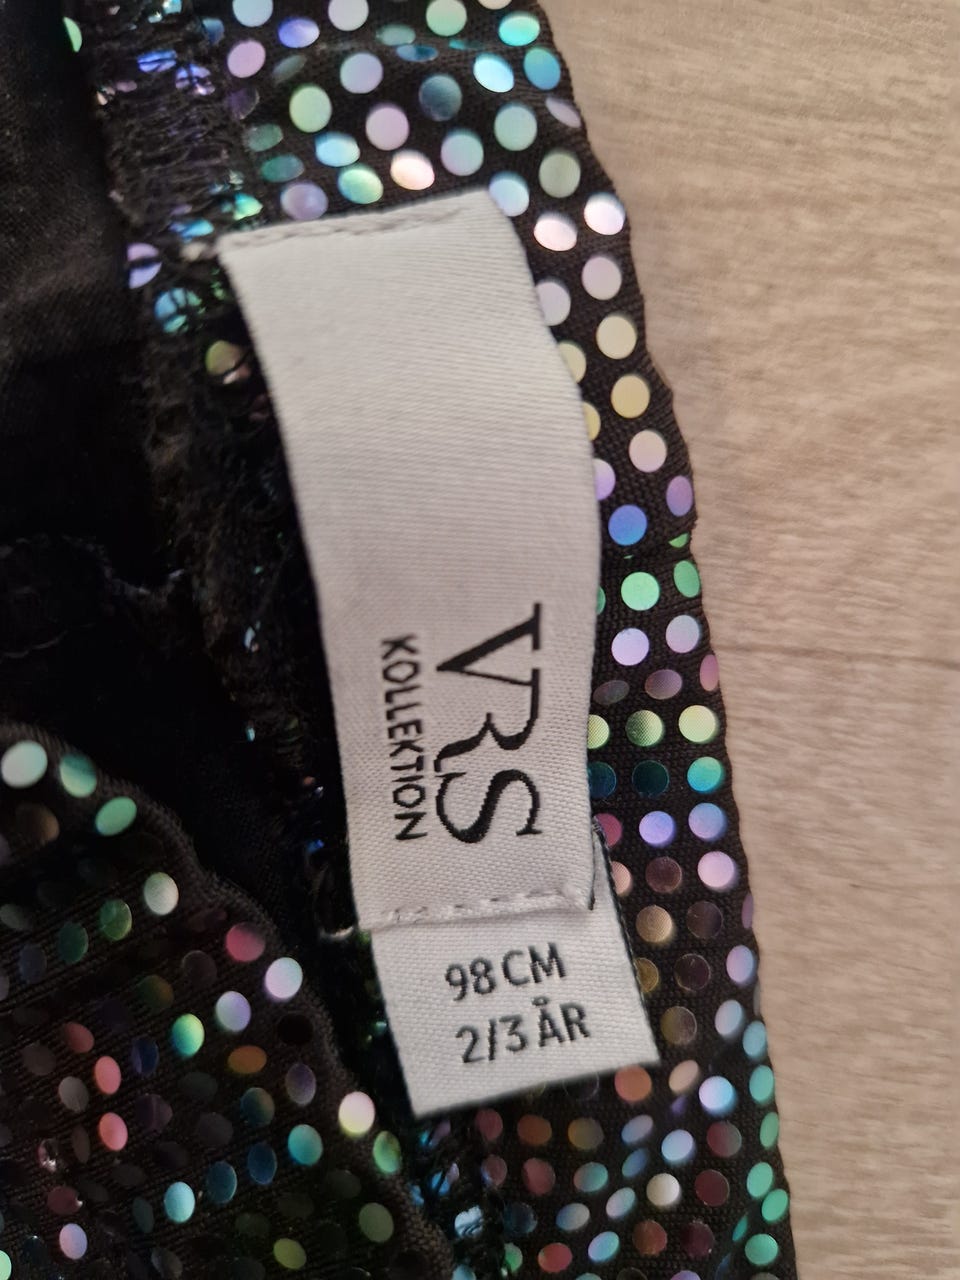 VRS
KOLLEKTION
98 CM
2/3 ÅR